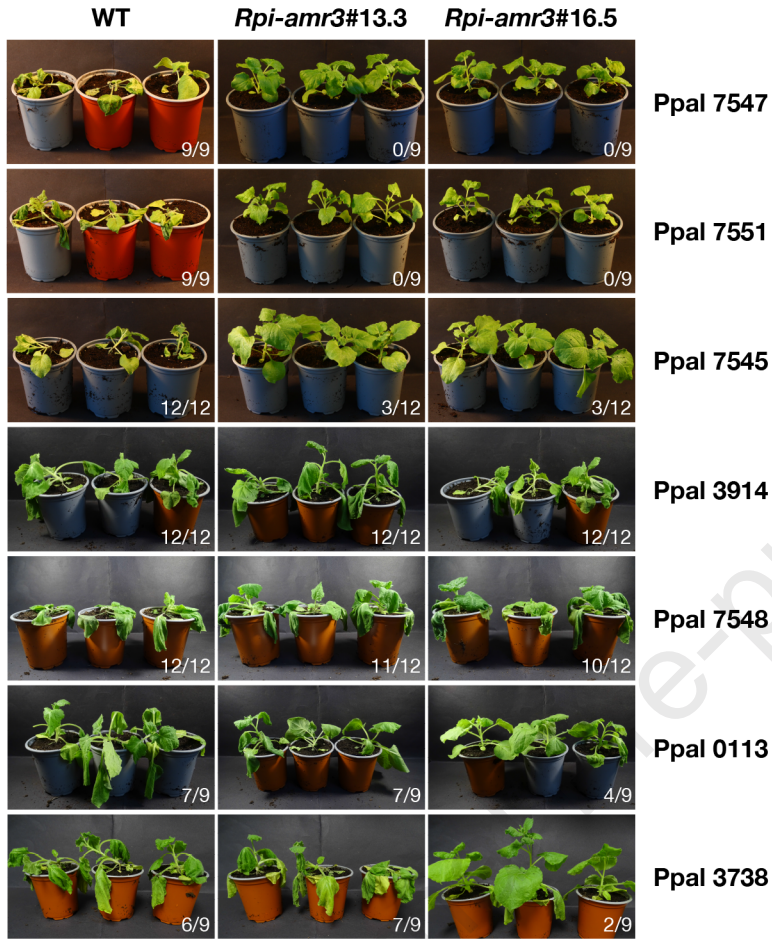 WT Rpi-amr3#13.3 Rpi-amr3#16.5
9/9 0/9 0/9 Ppal 7547
9/9 0/9 0/9 Ppal 7551
12/12 3/12 3/12 Ppal 7545
12/12 12/12 12/12 Ppal 3914
12/12 11/12 10/12 Ppal 7548
7/9 7/9 4/9 Ppal 0113
6/9 7/9 2/9 Ppal 3738